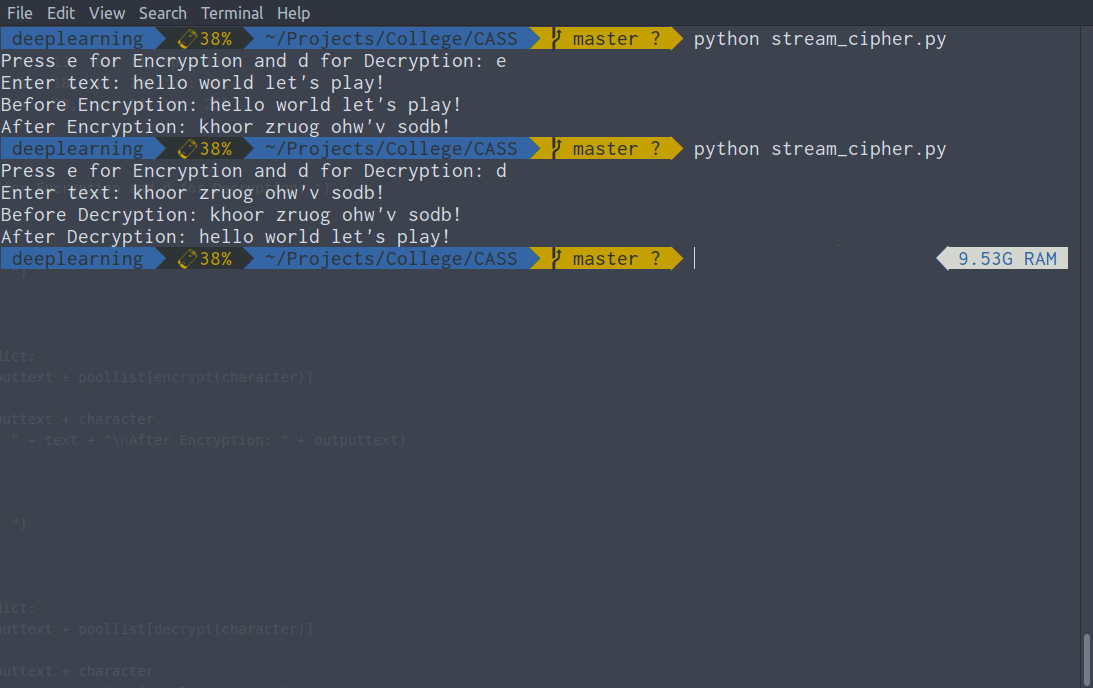 File Edit View Search Terminal Help
deeplearning 38% ~/Projects/College/CASS master ? python stream_cipher.py
Press e for Encryption and d for Decryption: e
Enter text: hello world let's play!
Before Encryption: hello world let's play!
After Encryption: khoor zruog ohw'v sodb!
deeplearning 38% ~/Projects/College/CASS master ? python stream_cipher.py
Press e for Encryption and d for Decryption: d
Enter text: khoor zruog ohw'v sodb!
Before Decryption: khoor zruog ohw'v sodb!
After Decryption: hello world let's play!
deeplearning 38% ~/Projects/College/CASS master ? 9.53G RAM
dict:
puttext + poollist[encrypt(character)]
puttext + character
" + text + "\nAfter Encryption: " + outputtext)
")
dict:
puttext + poollist[decrypt(character)]
puttext + character